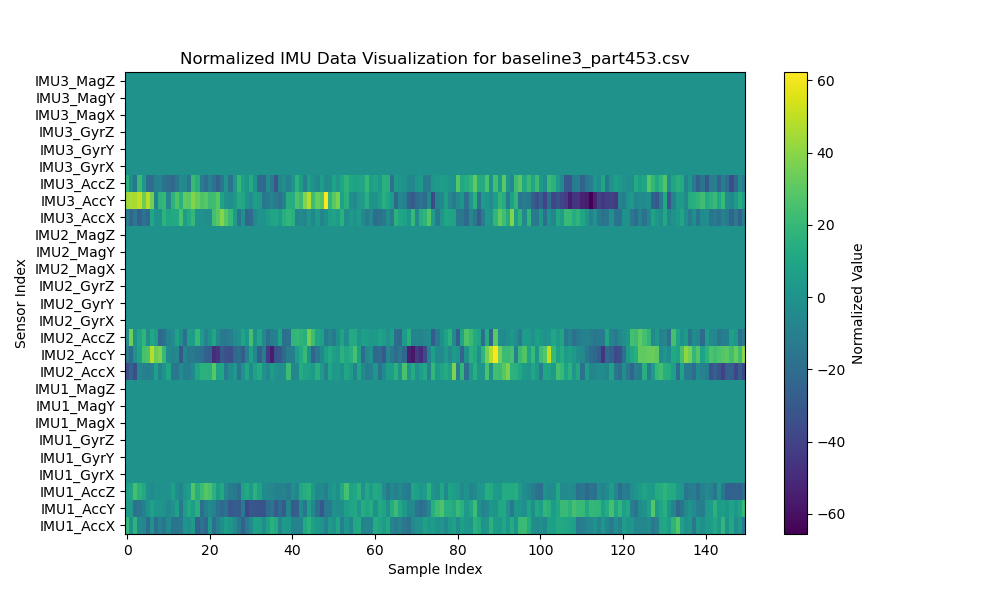 Normalized IMU Data Visualization for baseline3_part453.csv
IMU3_MagZ
IMU3_MagY
IMU3_MagX
IMU3_GyrZ
IMU3_GyrY
IMU3_GyrX
IMU3_AccZ
IMU3_AccY
IMU3_AccX
IMU2_MagZ
IMU2_MagY
IMU2_MagX
IMU2_GyrZ
IMU2_GyrY
IMU2_GyrX
IMU2_AccZ
IMU2_AccY
IMU2_AccX
IMU1_MagZ
IMU1_MagY
IMU1_MagX
IMU1_GyrZ
IMU1_GyrY
IMU1_GyrX
IMU1_AccZ
IMU1_AccY
IMU1_AccX
Sensor Index
0 20 40 60 80 100 120 140
Sample Index
60
40
20
0
−20
−40
−60
Normalized Value